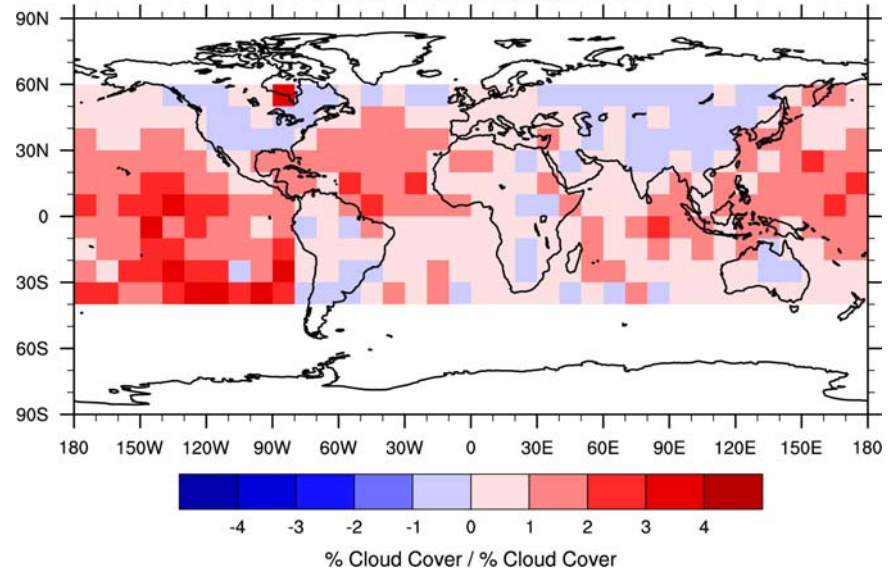 90N
60N
30N
0
30S
60S
90S
180 150W 120W 90W 60W 30W 0 30E 60E 90E 120E 150E 180
-4 -3 -2 -1 0 1 2 3 4
% Cloud Cover / % Cloud Cover